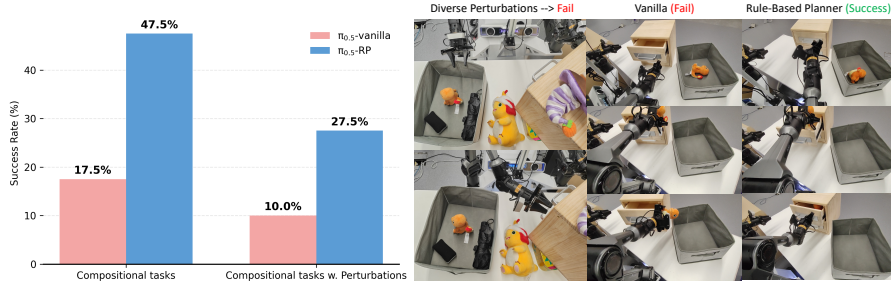 47.5%
π0.5-vanilla
π0.5-RP
40
Success Rate (%)
30
27.5%
20
17.5%
10
10.0%
0
Compositional tasks
Compositional tasks w. Perturbations
Diverse Perturbations --> Fail
Vanilla (Fail)
Rule-Based Planner (Success)